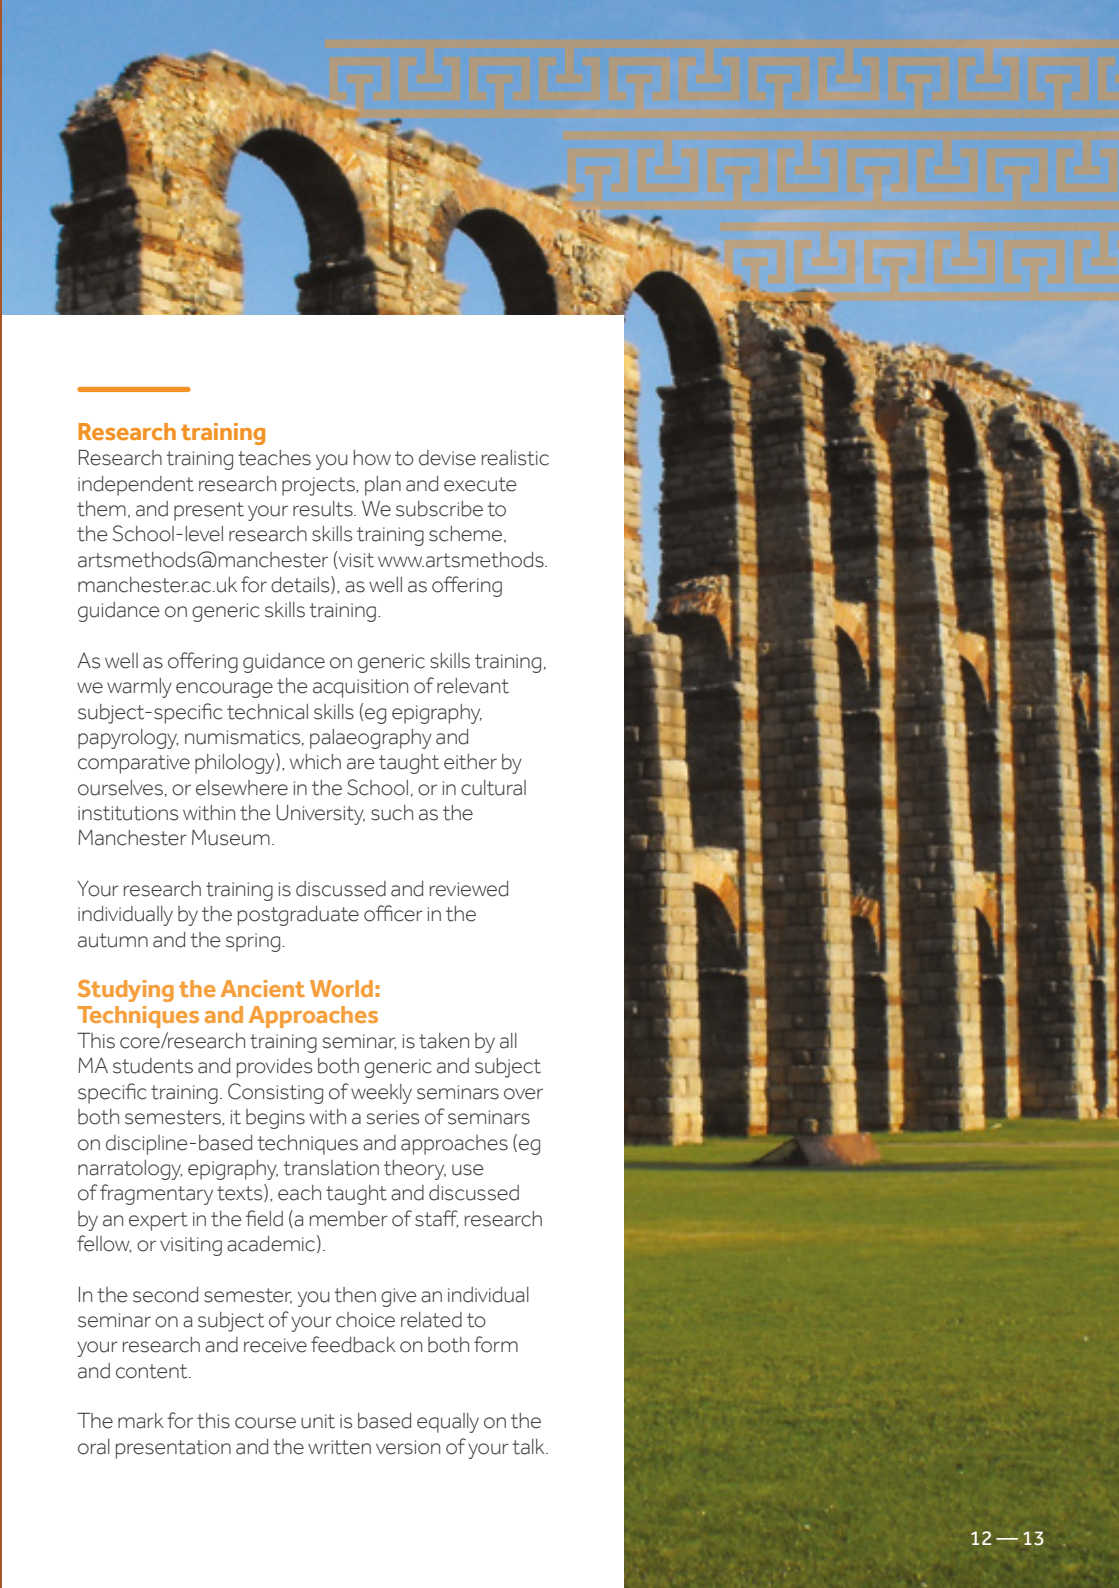 Research training
Research training teaches you how to devise realistic
independent research projects, plan and execute
them, and present your results. We subscribe to
the School-level research skills training scheme,
artsmethods@manchester (visit www.artsmethods.
manchester.ac.uk for details), as well as offering
guidance on generic skills training.
As well as offering guidance on generic skills training,
we warmly encourage the acquisition of relevant
subject-specific technical skills (eg epigraphy,
papyrology, numismatics, palaeography and
comparative philology), which are taught either by
ourselves, or elsewhere in the School, or in cultural
institutions within the University, such as the
Manchester Museum.
Your research training is discussed and reviewed
individually by the postgraduate officer in the
autumn and the spring.
Studying the Ancient World:
Techniques and Approaches
This core/research training seminar, is taken by all
MA students and provides both generic and subject
specific training. Consisting of weekly seminars over
both semesters, it begins with a series of seminars
on discipline-based techniques and approaches (eg
narratology, epigraphy, translation theory, use
of fragmentary texts), each taught and discussed
by an expert in the field (a member of staff, research
fellow, or visiting academic).
In the second semester, you then give an individual
seminar on a subject of your choice related to
your research and receive feedback on both form
and content.
The mark for this course unit is based equally on the
oral presentation and the written version of your talk.
12 — 13